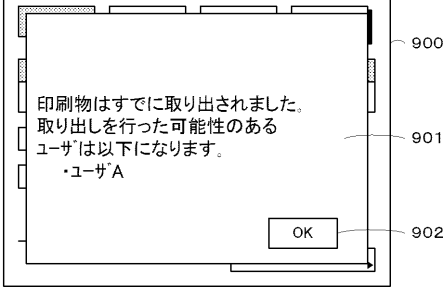 900
印刷物はすでに取り出されました。
取り出しを行った可能性のある
ユーザは以下になります。
・ユーザA
901
OK
902